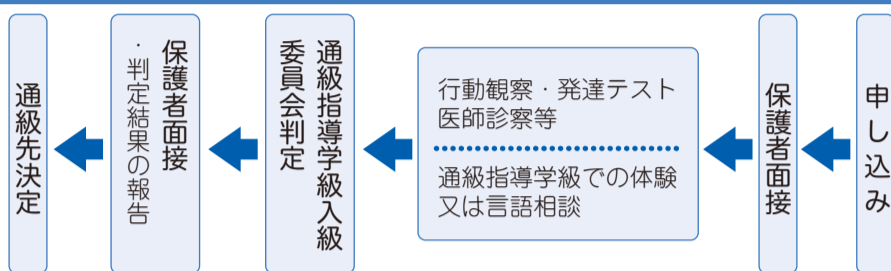 申し込み
保護者面接
行動観察・発達テスト
医師診察等
通級指導学級での体験
又は言語相談
通級指導学級入級
委員会判定
保護者面接
・判定結果の報告
通級先決定